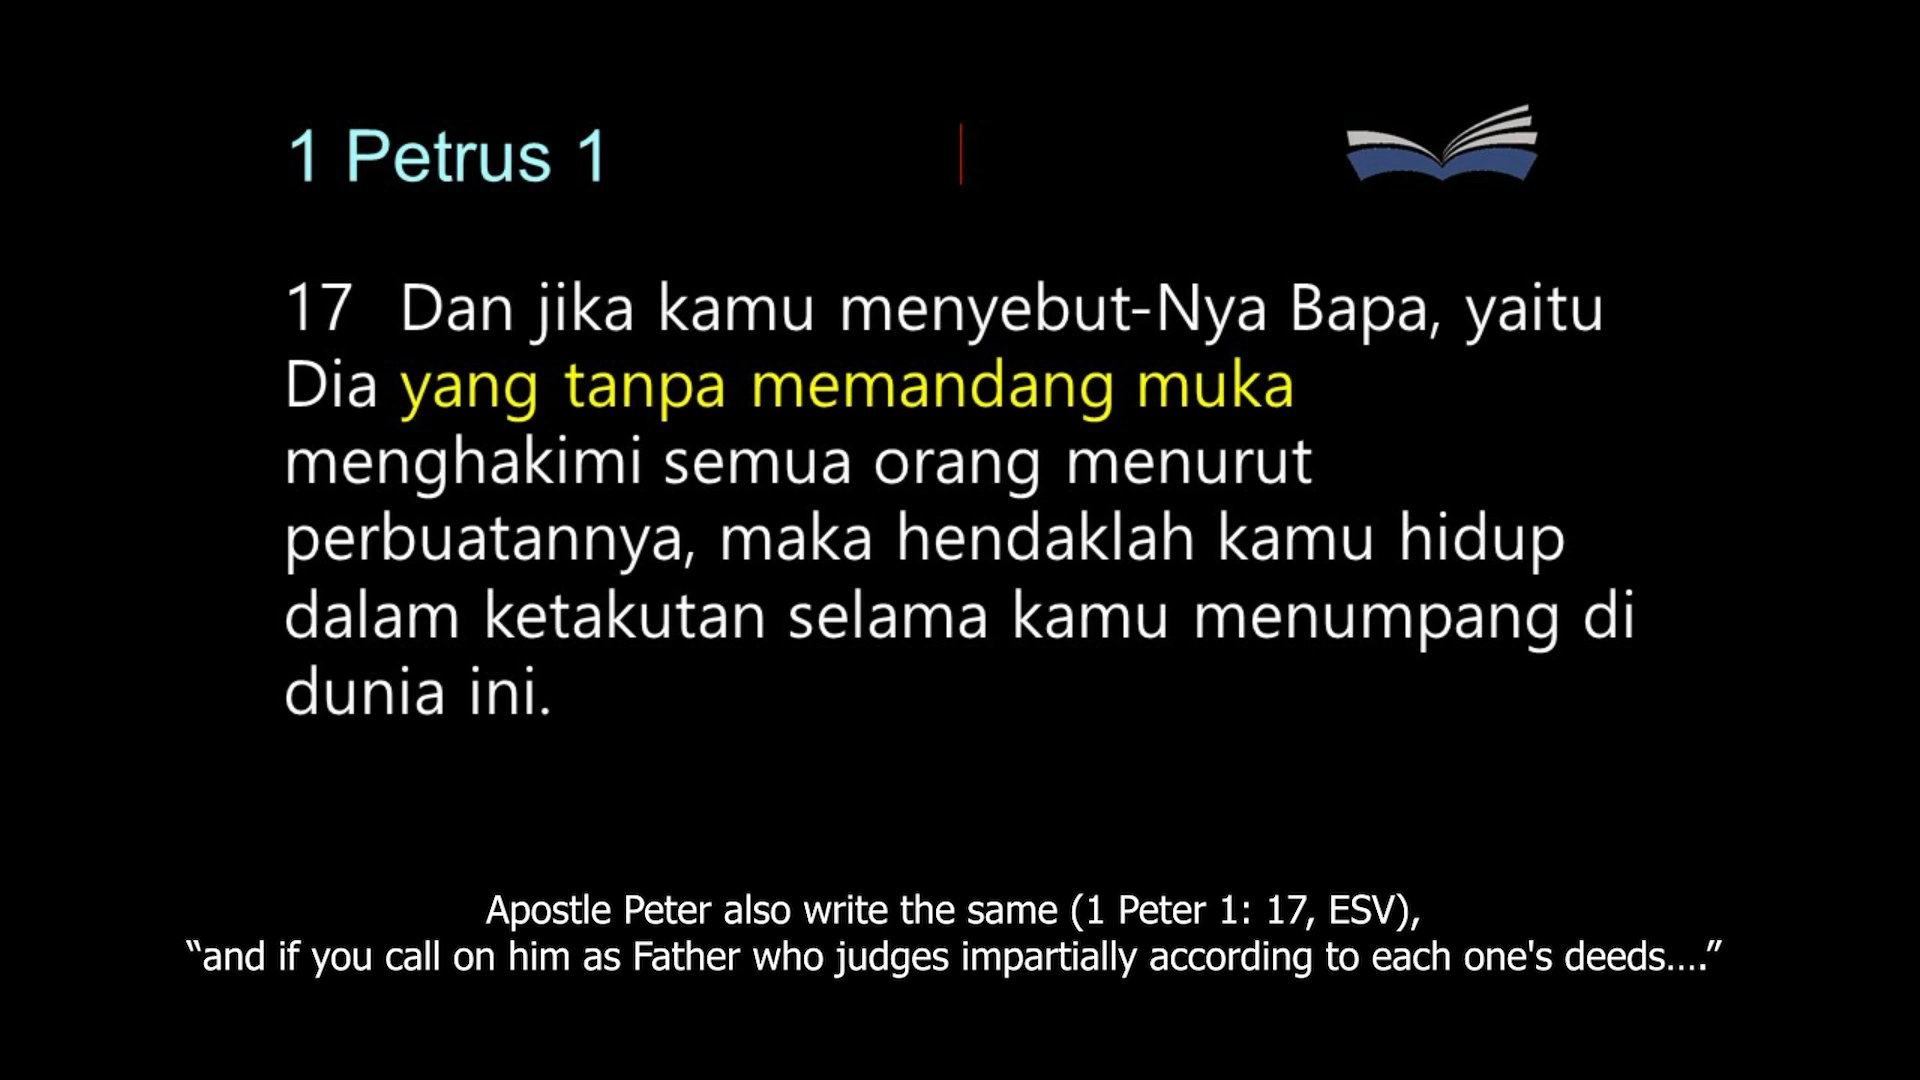 1 Petrus 1
17 Dan jika kamu menyebut-Nya Bapa, yaitu
Dia yang tanpa memandang muka
menghakimi semua orang menurut
perbuatannya, maka hendaklah kamu hidup
dalam ketakutan selama kamu menumpang di
dunia ini.
Apostle Peter also write the same (1 Peter 1: 17, ESV),
“and if you call on him as Father who judges impartially according to each one's deeds....”